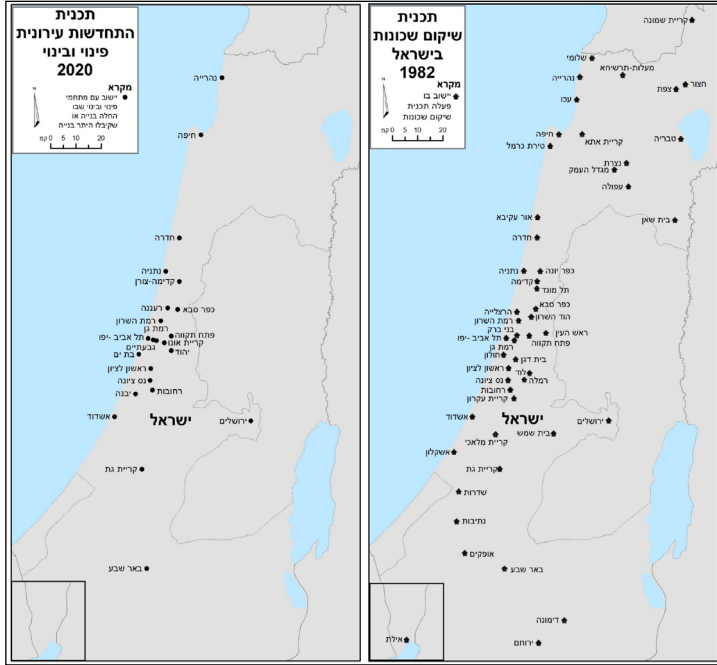 תכנית
שיקום שכונות
בישראל
1982
מקרא
יישוב בו
פעלה תכנית
שיקום שכונות
N
0 5 10 20 קמ
קריית שמונה
שלומי
מעלות-תרשיחא
נהרייה
חצור
צפת
עכו
חיפה
קריית אתא
טבריה
טירת כרמל
נצרת
מגדל העמק
עפולה
אור עקיבא
בית שאן
חדרה
נתניה
כפר יונה
קדימה
תל מונד
כפר סבא
הרצלייה
הוד השרון
רמת השרון
בני ברק
ראש העין
תל אביב -יפו
פתח תקווה
רמת גן
חולון
בית דגן
ראשון לציון
לוד
נס ציונה
רמלה
רחובות
קריית עקרון
אשדוד
ישראל
ירושלים
קריית מלאכי
בית שמש
אשקלון
קריית גת
שדרות
נתיבות
אופקים
באר שבע
דימונה
אילת
ירוחם
תכנית
התחדשות עירונית
פינוי ובינוי
2020
מקרא
יישוב עם מתחמי
פינוי ובינוי שבו
החלה בנייה או
שקיבלו היתר בנייה
N
0 5 10 20 קמ
נהרייה
חיפה
חדרה
נתניה
קדימה-צורן
רעננה
כפר סבא
רמת השרון
רמת גן
פתח תקווה
תל אביב -יפו
קריית אונו
גבעתיים
יהוד
בת ים
ראשון לציון
נס ציונה
רחובות
יבנה
אשדוד
ישראל
ירושלים
קריית גת
באר שבע